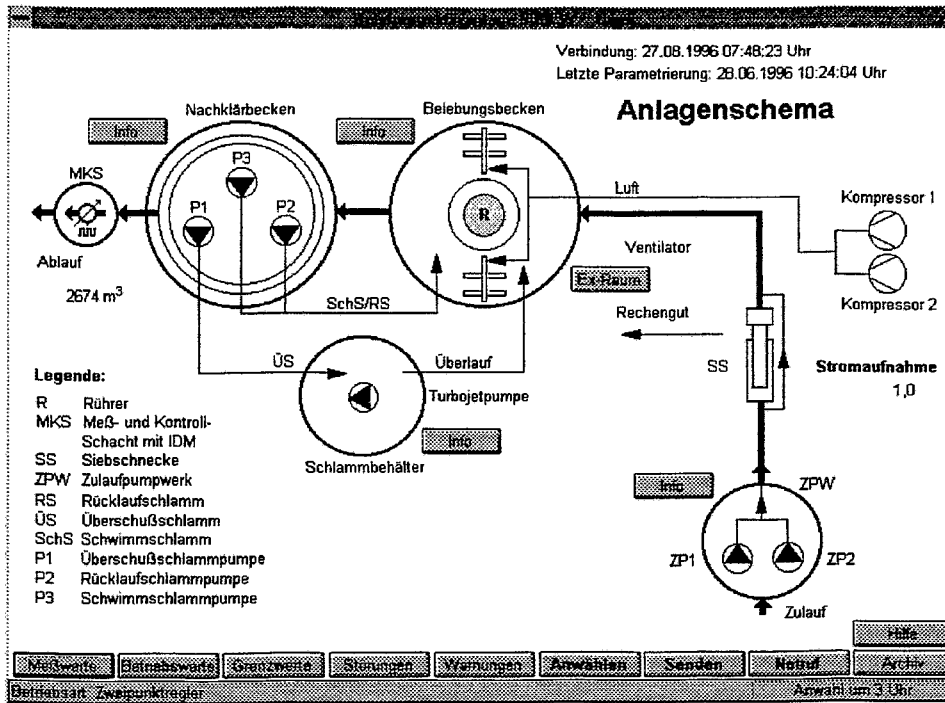 Verbindung: 27.08.1996 07:48:23 Uhr
Letzte Parametrierung: 28.06.1996 10:24:04 Uhr
Anlagenschema
Nachklärbecken
Belebungsbecken
Info
Info
MKS
P3
P1
P2
R
Luft
Kompressor 1
Kompressor 2
Ablauf
2674 m³
Ventilator
Ex-Raum
SchS/RS
Rechengut
ÜS
Überlauf
SS
Stromaufnahme
1,0
Turbojetpumpe
Info
Schlammbehälter
Legende:
R Rührer
MKS Meß- und Kontroll-
Schacht mit IDM
SS Siebschnecke
ZPW Zulaufpumpwerk
RS Rücklaufschlamm
ÜS Überschußschlamm
SchS Schwimmschlamm
P1 Überschußschlammpumpe
P2 Rücklaufschlammpumpe
P3 Schwimmschlammpumpe
Info
ZPW
ZP1
ZP2
Zulauf
Hilfe
Meßwerte Betriebswerte Grenzwerte Störungen Warnungen Anwählen Senden Notruf Archiv
Betriebsart: Zweipunktregler
Anwahl um 3 Uhr